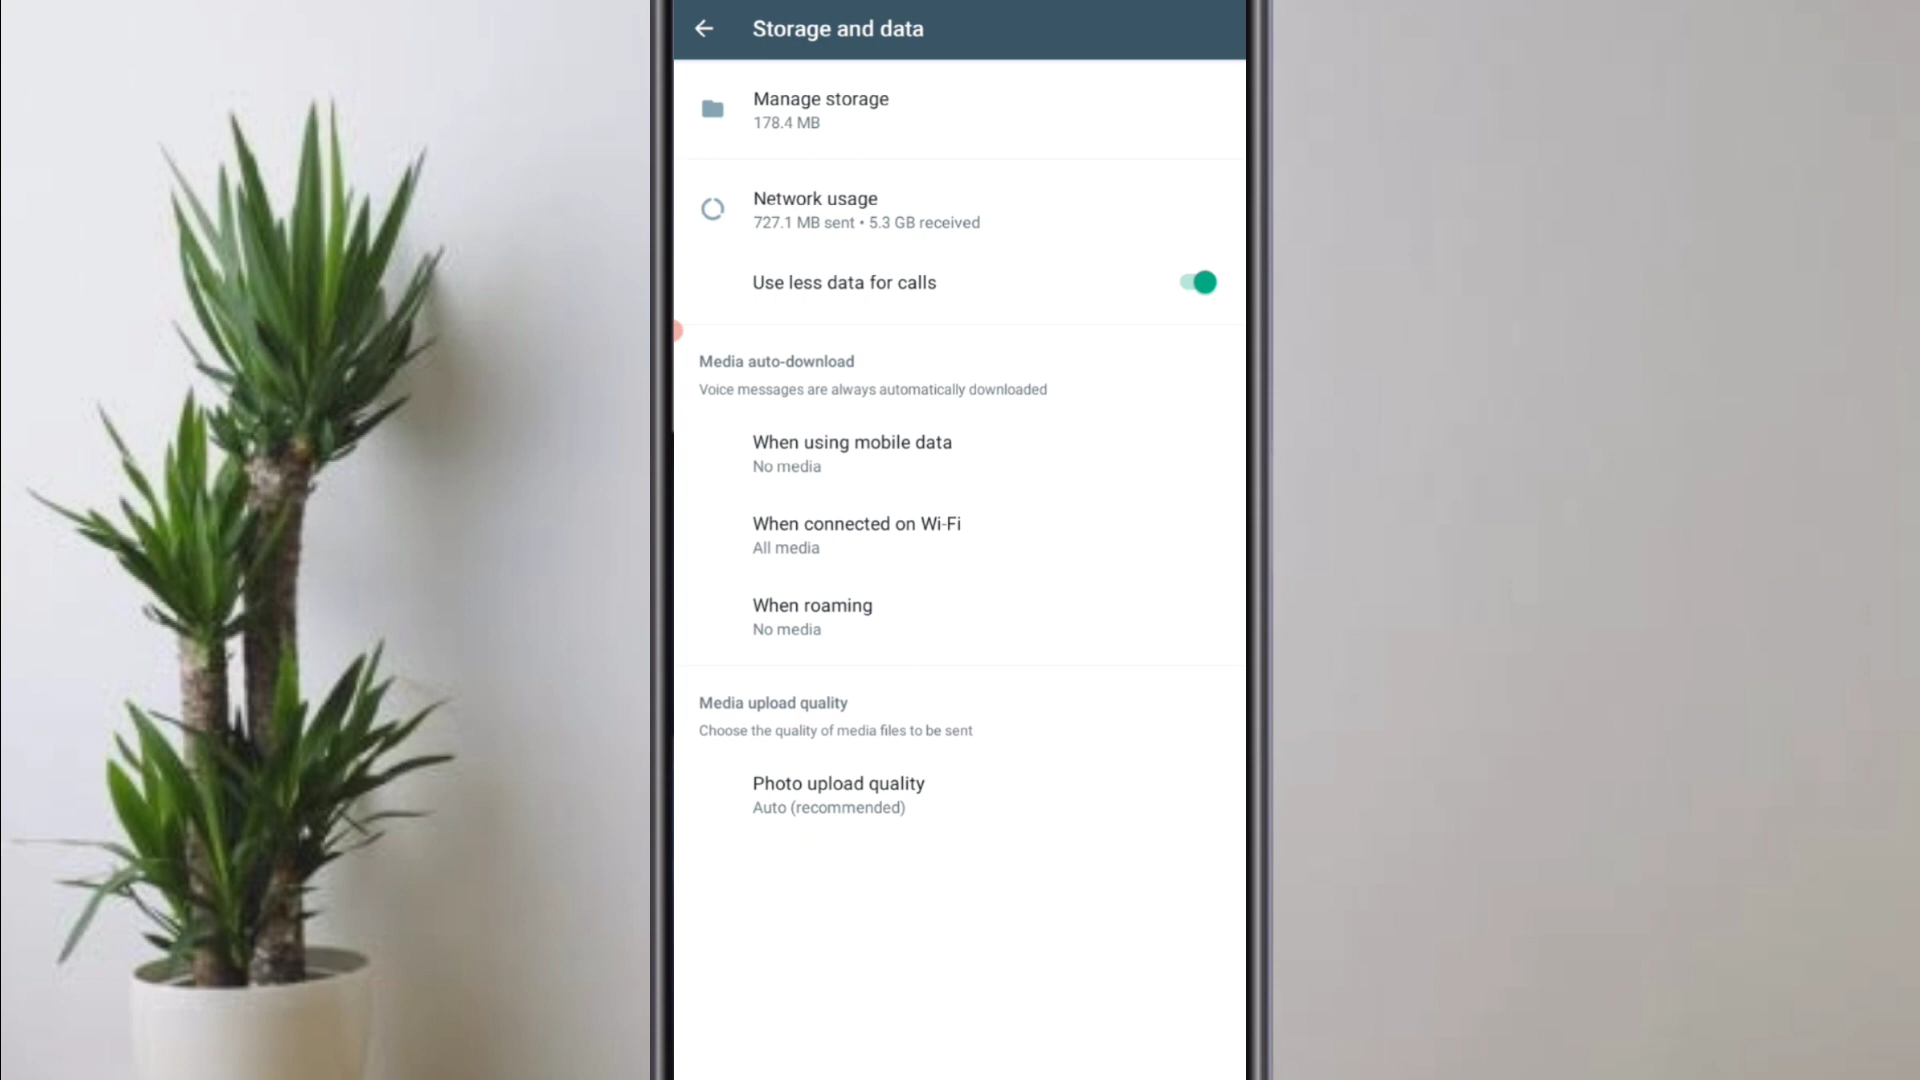 Storage and data
Manage storage
178.4 MB
Network usage
727.1 MB sent • 5.3 GB received
Use less data for calls
Media auto-download
Voice messages are always automatically downloaded
When using mobile data
No media
When connected on Wi-Fi
All media
When roaming
No media
Media upload quality
Choose the quality of media files to be sent
Photo upload quality
Auto (recommended)